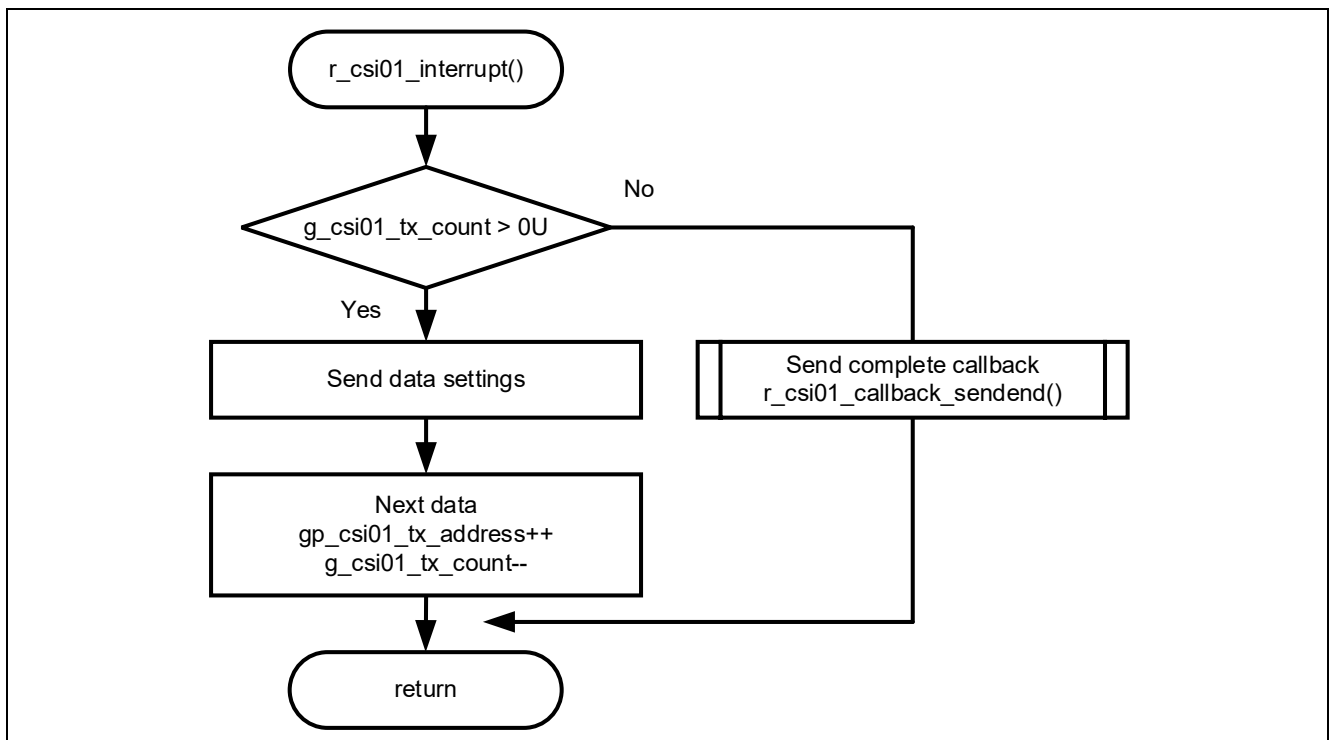 r_csi01_interrupt()
g_csi01_tx_count > 0U
No
Yes
Send data settings
Send complete callback
r_csi01_callback_sendend()
Next data
gp_csi01_tx_address++
g_csi01_tx_count--
return